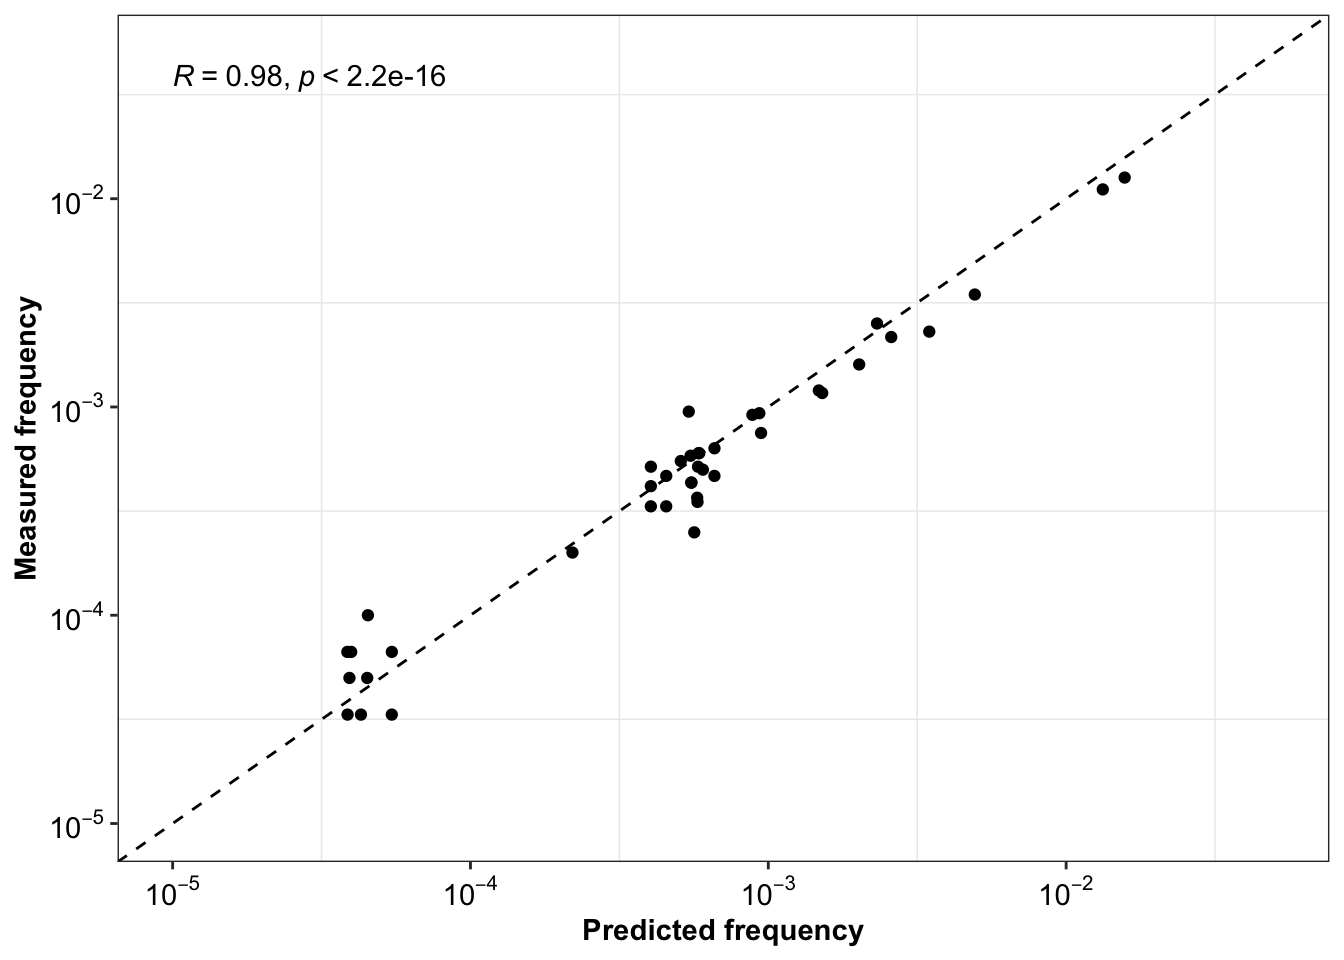 R = 0.98, p < 2.2e-16
Measured frequency
10⁻²
10⁻³
10⁻⁴
10⁻⁵
10⁻⁵ 10⁻⁴ 10⁻³ 10⁻²
Predicted frequency